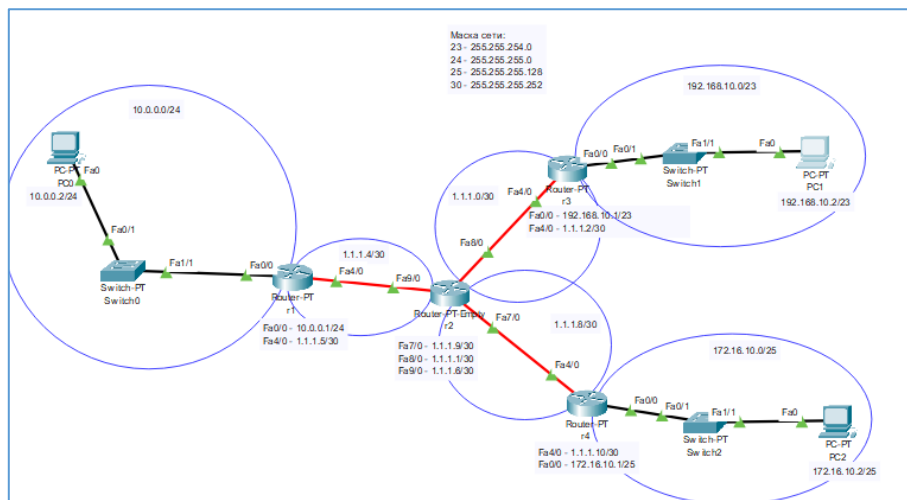 Маска сети:
23 - 255.255.254.0
24 - 255.255.255.0
25 - 255.255.255.128
30 - 255.255.255.252
10.0.0.0/24
PC-PT
PC0
Fa0
10.0.0.2/24
Fa0/1
Fa1/1
Switch-PT
Switch0
Fa0/0
Router-PT
r1
Fa0/0 - 10.0.0.1/24
Fa4/0 - 1.1.1.5/30
1.1.1.4/30
Fa4/0
Fa9/0
Router-PT-Empty
r2
Fa7/0 - 1.1.1.9/30
Fa8/0 - 1.1.1.1/30
Fa9/0 - 1.1.1.6/30
1.1.1.0/30
Fa8/0
Fa4/0
Router-PT
r3
Fa0/0 - 192.168.10.1/23
Fa4/0 - 1.1.1.2/30
192.168.10.0/23
Fa0/0
Fa0/1
Fa1/1
Switch-PT
Switch1
Fa0
PC-PT
PC1
192.168.10.2/23
Fa7/0
1.1.1.8/30
Fa4/0
Router-PT
r4
Fa4/0 - 1.1.1.10/30
Fa0/0 - 172.16.10.1/25
172.16.10.0/25
Fa0/0
Fa0/1
Fa1/1
Switch-PT
Switch2
Fa0
PC-PT
PC2
172.16.10.2/25